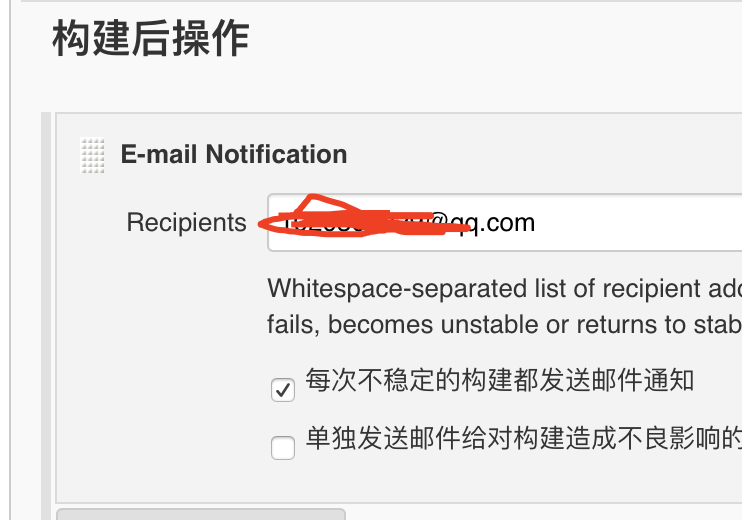 构建后操作
E-mail Notification
Recipients
@qq.com
Whitespace-separated list of recipient
fails, becomes unstable or returns to
每次不稳定的构建都发送邮件通知
单独发送邮件给对构建造成不良影响的